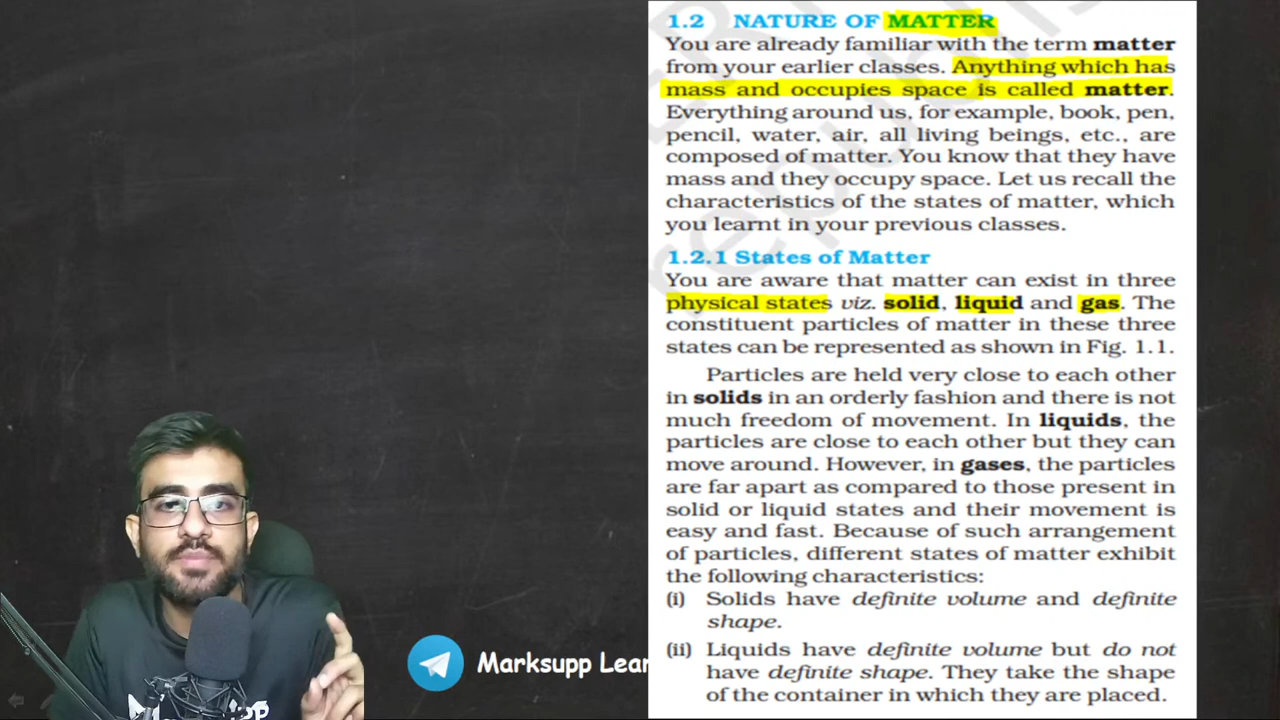 1.2 NATURE OF MATTER
You are already familiar with the term matter
from your earlier classes. Anything which has
mass and occupies space is called matter.
Everything around us, for example, book, pen,
pencil, water, air, all living beings, etc., are
composed of matter. You know that they have
mass and they occupy space. Let us recall the
characteristics of the states of matter, which
you learnt in your previous classes.
1.2.1 States of Matter
You are aware that matter can exist in three
physical states viz. solid, liquid and gas. The
constituent particles of matter in these three
states can be represented as shown in Fig. 1.1.
Particles are held very close to each other
in solids in an orderly fashion and there is not
much freedom of movement. In liquids, the
particles are close to each other but they can
move around. However, in gases, the particles
are far apart as compared to those present in
solid or liquid states and their movement is
easy and fast. Because of such arrangement
of particles, different states of matter exhibit
the following characteristics:
(i) Solids have definite volume and definite
shape.
(ii) Liquids have definite volume but do not
have definite shape. They take the shape
of the container in which they are placed.
Marksupp Lear